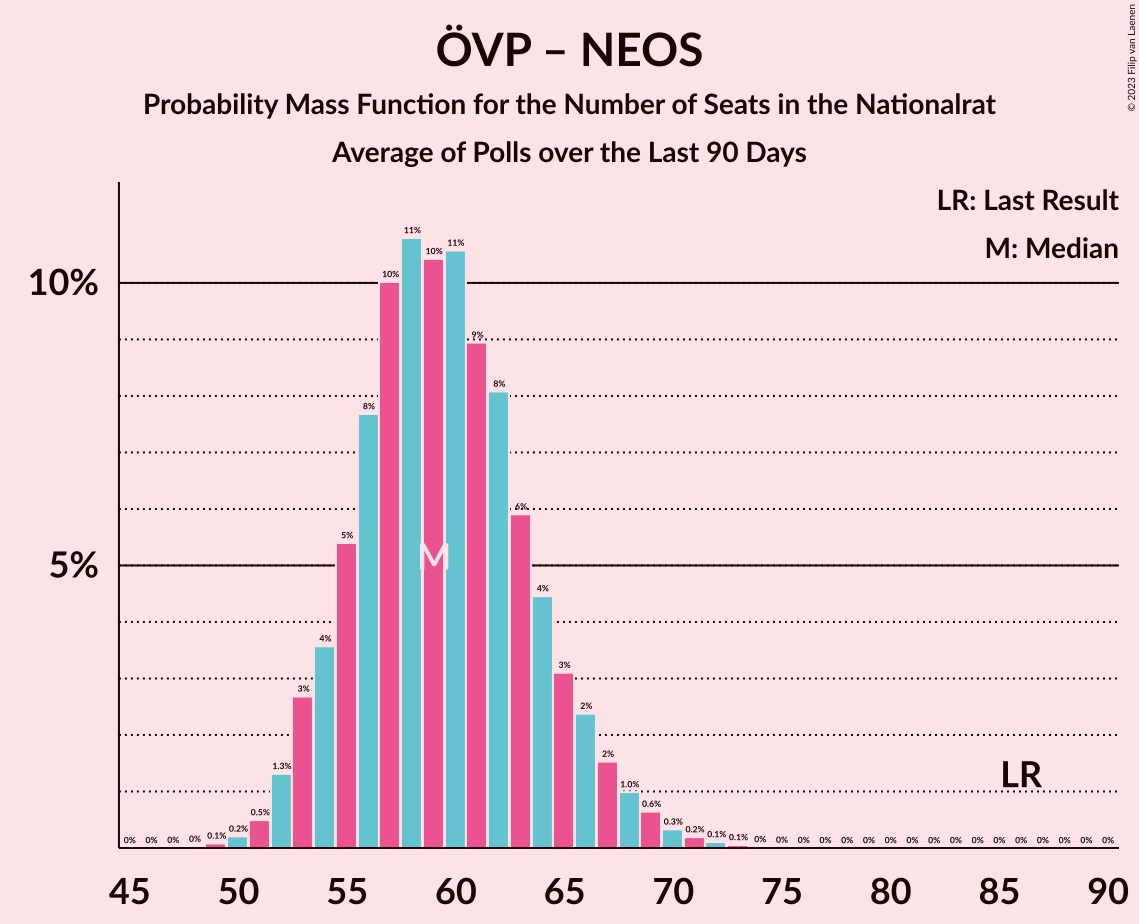 ÖVP – NEOS
Probability Mass Function for the Number of Seats in the Nationalrat
Average of Polls over the Last 90 Days
© 2023 Filip van Laenen
LR: Last Result
M: Median
10%
5%
0% 0% 0% 0% 0.1% 0.2% 0.5% 1.3% 3% 4% 5% 8% 10% 11% 10% 11% 9% 8% 6% 4% 3% 2% 2% 1.0% 0.6% 0.3% 0.2% 0.1% 0.1% 0% 0% 0% 0% 0% 0% 0% 0% 0% 0% 0% 0% 0% 0% 0% 0% 0%
M
LR
45 50 55 60 65 70 75 80 85 90